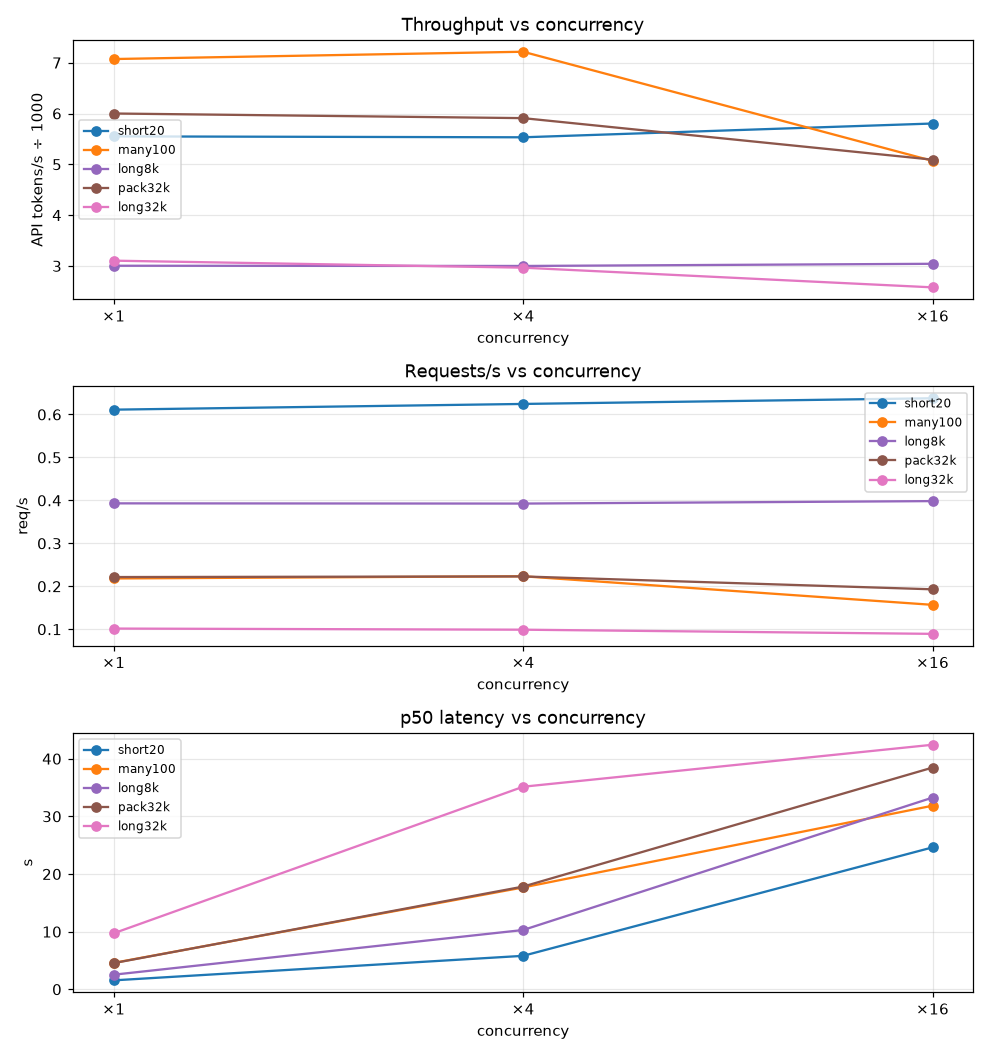 Throughput vs concurrency
API tokens/s ÷ 1000
7
6
5
4
3
short20
many100
long8k
pack32k
long32k
×1
×4
×16
concurrency
Requests/s vs concurrency
req/s
0.6
0.5
0.4
0.3
0.2
0.1
short20
many100
long8k
pack32k
long32k
×1
×4
×16
concurrency
p50 latency vs concurrency
s
40
30
20
10
0
short20
many100
long8k
pack32k
long32k
×1
×4
×16
concurrency